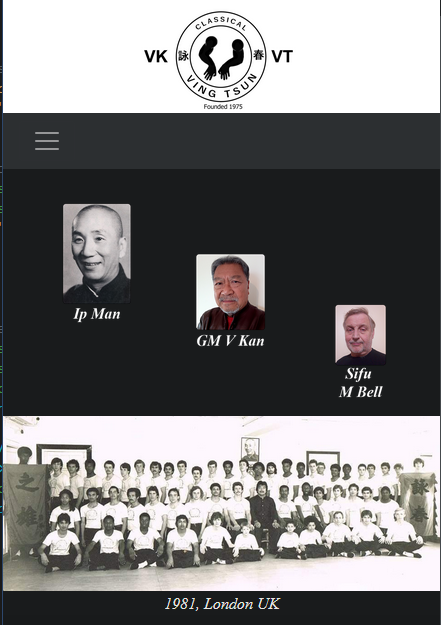 CLASSICAL
VK 詠 春 VT
VING TSUN
Founded 1975
Ip Man
GM V Kan
Sifu
M Bell
1981, London UK